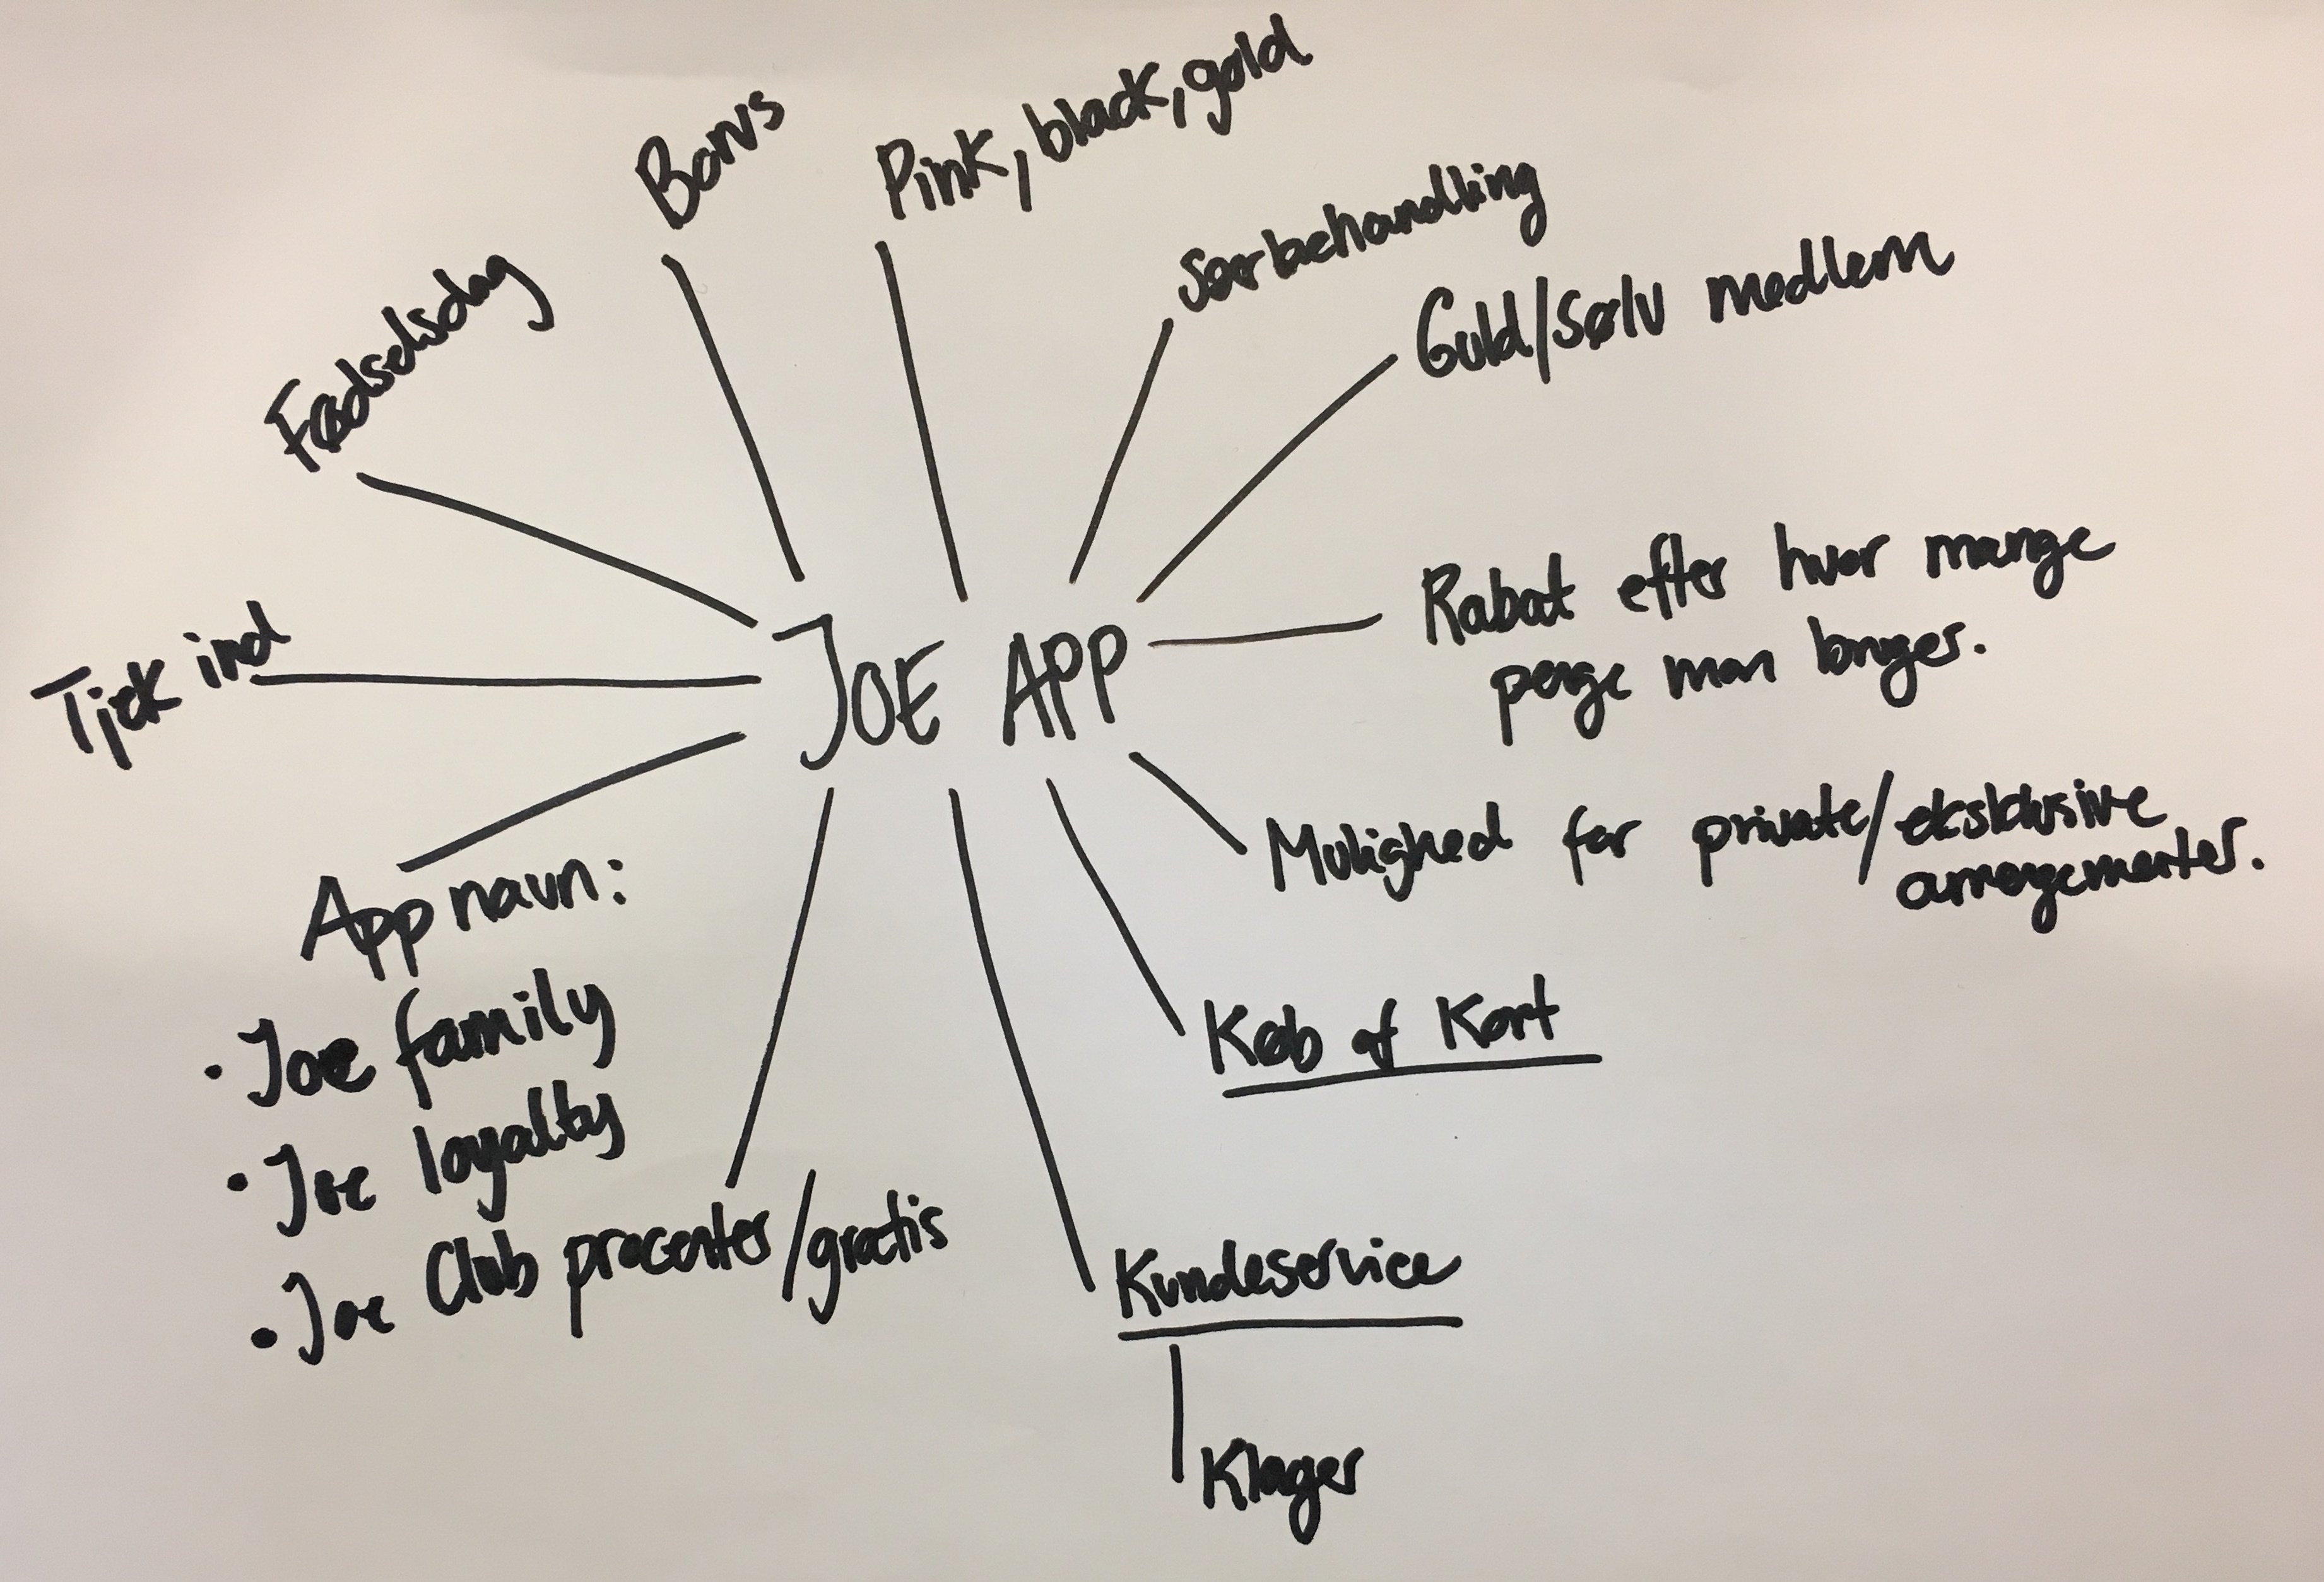 Bonus
Pink, black, gold
Særbehandling
Guld/sølv medlem
Fødselsdag
Rabat efter hvor mange
penge man bruger.
Tjek ind
JOE APP
Mulighed for private/eksklusive
arrangementer.
App navn:
• Joe family
• Joe loyalty
• Joe Club
procenter/gratis
Køb af Kort
Kundeservice
Klager